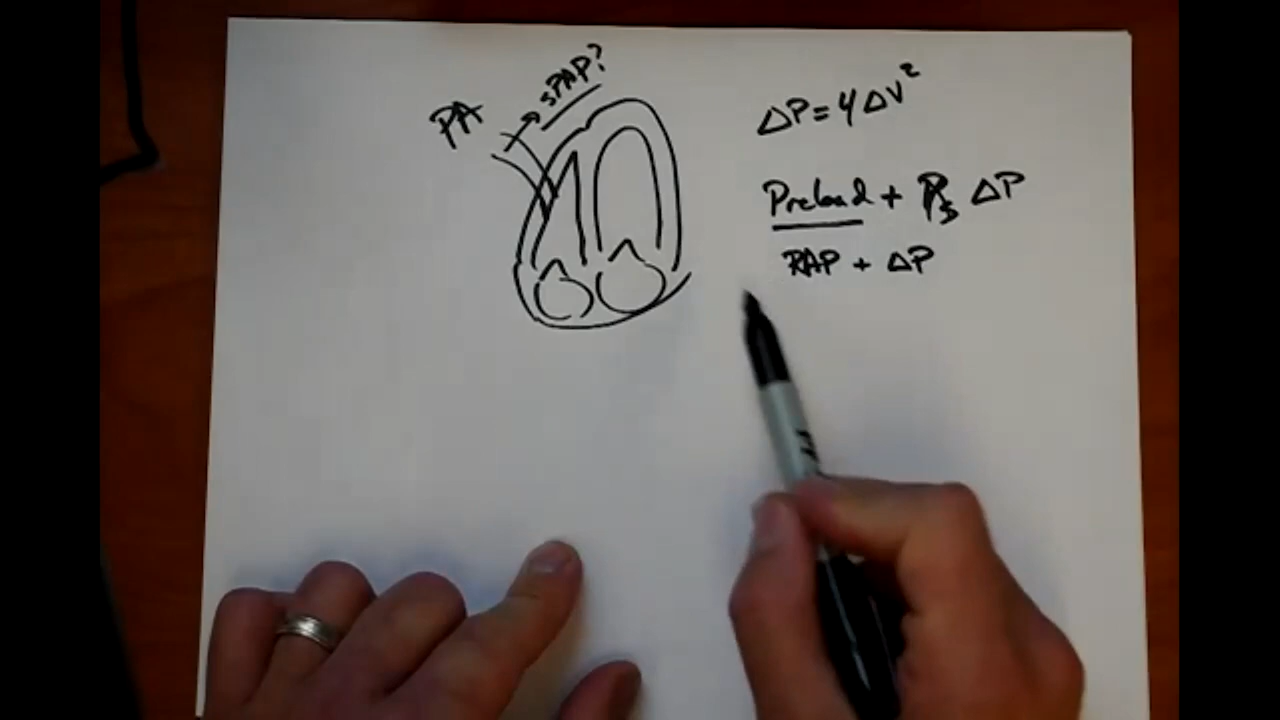 sPAP?
PA
ΔP = 4ΔV²
Preload + ΔP
RAP + ΔP